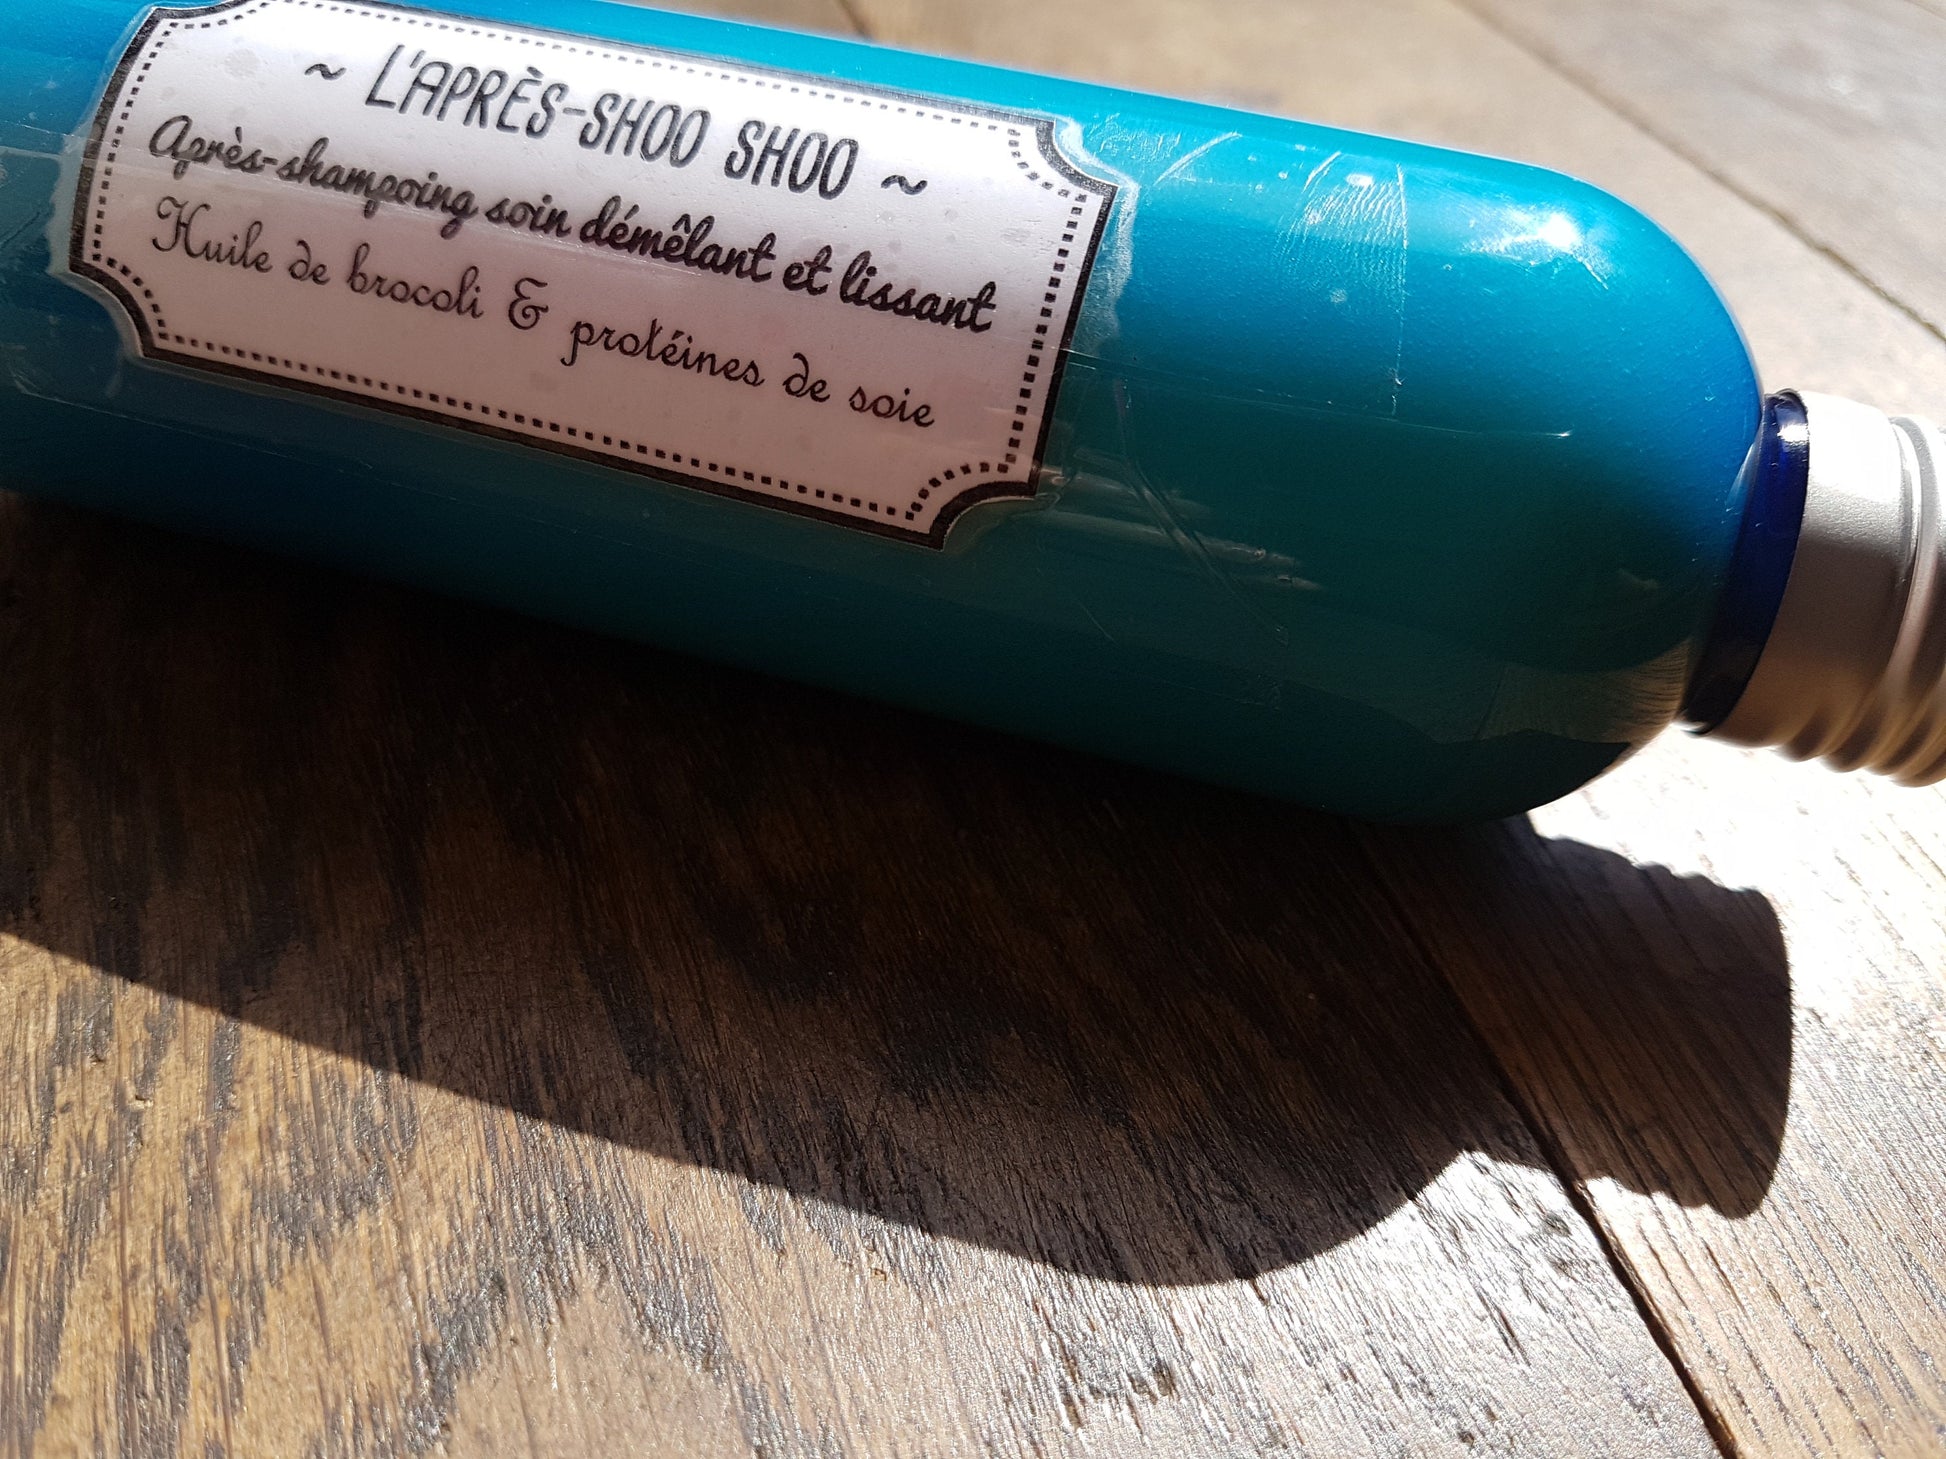 ~ L'APRÈS-SHOO SHOO ~
Après-shampoing soin démêlant et lissant
Huile de brocoli & protéines de soie